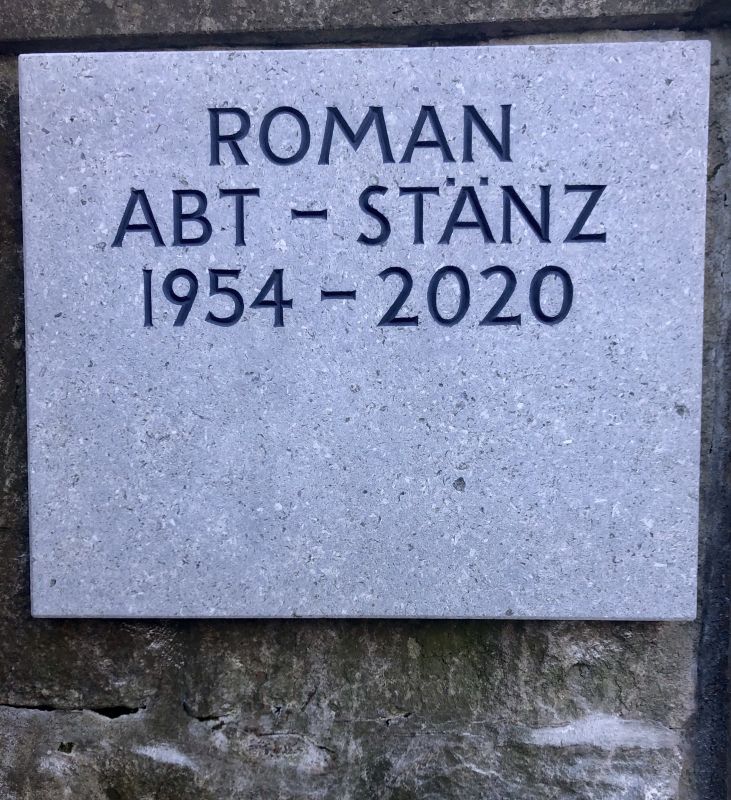 ROMAN
ABT – STÄNZ
1954 – 2020